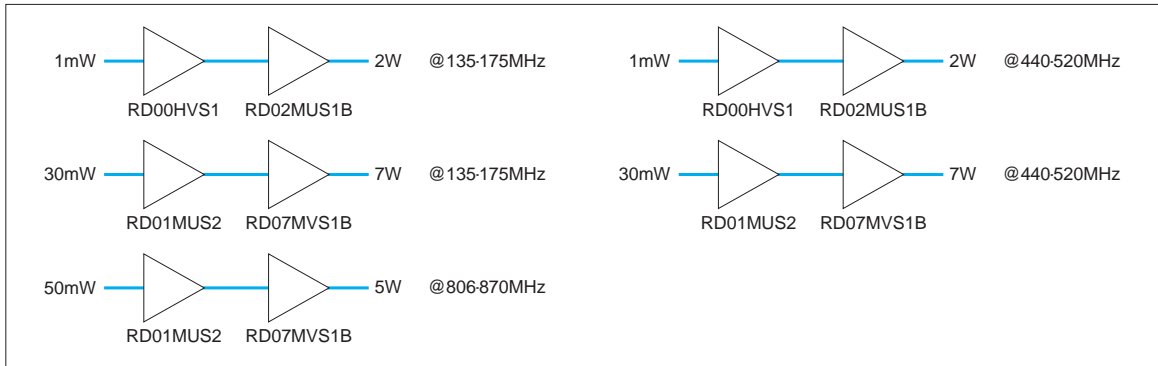 1mW 2W @135-175MHz
RD00HVS1 RD02MUS1B
30mW 7W @135-175MHz
RD01MUS2 RD07MVS1B
50mW 5W @806-870MHz
RD01MUS2 RD07MVS1B
1mW 2W @440-520MHz
RD00HVS1 RD02MUS1B
30mW 7W @440-520MHz
RD01MUS2 RD07MVS1B